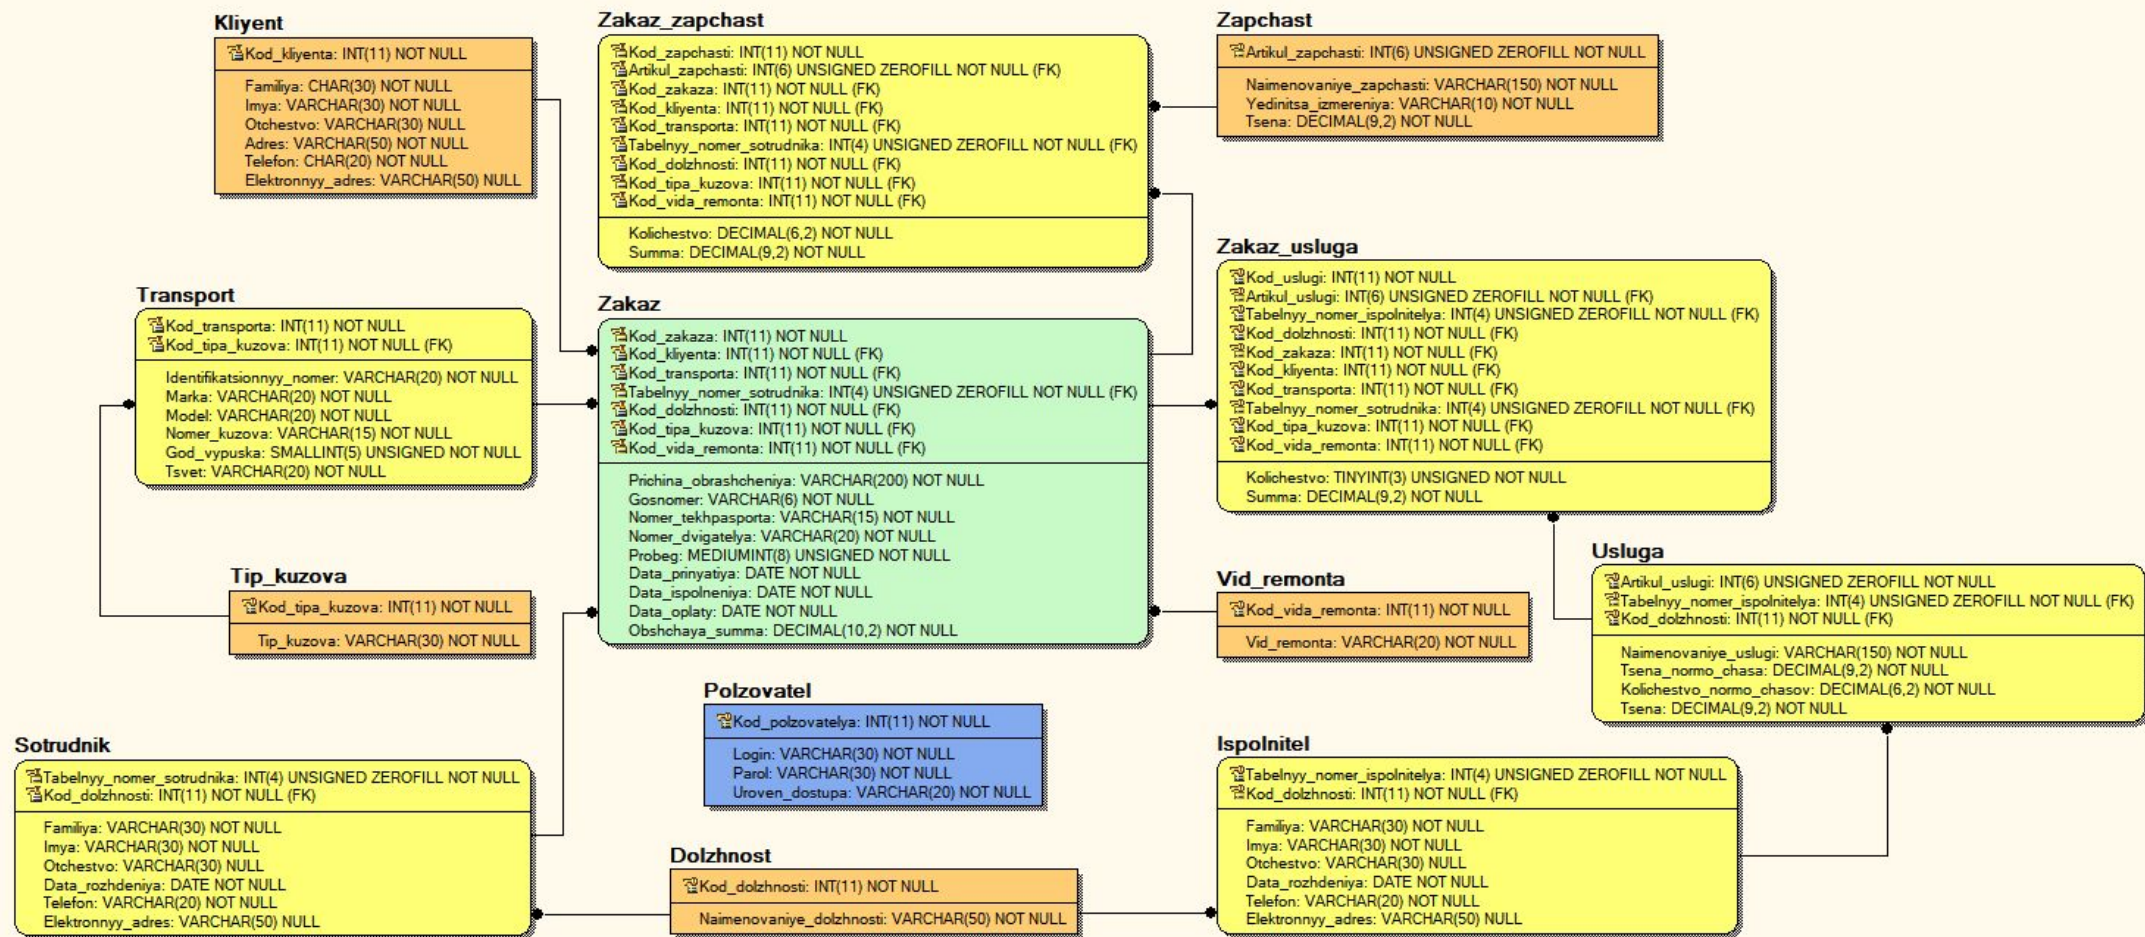 Kliyent
Kod_kliyenta: INT(11) NOT NULL
Familiya: CHAR(30) NOT NULL
Imya: VARCHAR(30) NOT NULL
Otchestvo: VARCHAR(30) NULL
Adres: VARCHAR(50) NOT NULL
Telefon: CHAR(20) NOT NULL
Elektronnyy_adres: VARCHAR(50) NULL
Zakaz_zapchast
Kod_zapchasti: INT(11) NOT NULL
Artikul_zapchasti: INT(6) UNSIGNED ZEROFILL NOT NULL (FK)
Kod_zakaza: INT(11) NOT NULL (FK)
Kod_kliyenta: INT(11) NOT NULL (FK)
Kod_transporta: INT(11) NOT NULL (FK)
Tabelnyy_nomer_sotrudnika: INT(4) UNSIGNED ZEROFILL NOT NULL (FK)
Kod_dolzhnosti: INT(11) NOT NULL (FK)
Kod_tipa_kuzova: INT(11) NOT NULL (FK)
Kod_vida_remonta: INT(11) NOT NULL (FK)
Kolichestvo: DECIMAL(6,2) NOT NULL
Summa: DECIMAL(9,2) NOT NULL
Zapchast
Artikul_zapchasti: INT(6) UNSIGNED ZEROFILL NOT NULL
Naimenovaniye_zapchasti: VARCHAR(150) NOT NULL
Yedinitsa_izmereniya: VARCHAR(10) NOT NULL
Tsena: DECIMAL(9,2) NOT NULL
Transport
Kod_transporta: INT(11) NOT NULL
Kod_tipa_kuzova: INT(11) NOT NULL (FK)
Identifikatsionnyy_nomer: VARCHAR(20) NOT NULL
Marka: VARCHAR(20) NOT NULL
Model: VARCHAR(20) NOT NULL
Nomer_kuzova: VARCHAR(15) NOT NULL
God_vypuska: SMALLINT(5) UNSIGNED NOT NULL
Tsvet: VARCHAR(20) NOT NULL
Zakaz
Kod_zakaza: INT(11) NOT NULL
Kod_kliyenta: INT(11) NOT NULL (FK)
Kod_transporta: INT(11) NOT NULL (FK)
Tabelnyy_nomer_sotrudnika: INT(4) UNSIGNED ZEROFILL NOT NULL (FK)
Kod_dolzhnosti: INT(11) NOT NULL (FK)
Kod_tipa_kuzova: INT(11) NOT NULL (FK)
Kod_vida_remonta: INT(11) NOT NULL (FK)
Prichina_obrashcheniya: VARCHAR(200) NOT NULL
Gosnomer: VARCHAR(6) NOT NULL
Nomer_tekhpasporta: VARCHAR(15) NOT NULL
Nomer_dvigatelya: VARCHAR(20) NOT NULL
Probeg: MEDIUMINT(8) UNSIGNED NOT NULL
Data_prinyatiya: DATE NOT NULL
Data_ispolneniya: DATE NOT NULL
Data_oplaty: DATE NOT NULL
Obshchaya_summa: DECIMAL(10,2) NOT NULL
Zakaz_usluga
Kod_uslugi: INT(11) NOT NULL
Artikul_uslugi: INT(6) UNSIGNED ZEROFILL NOT NULL (FK)
Tabelnyy_nomer_ispolnitelya: INT(4) UNSIGNED ZEROFILL NOT NULL (FK)
Kod_dolzhnosti: INT(11) NOT NULL (FK)
Kod_zakaza: INT(11) NOT NULL (FK)
Kod_kliyenta: INT(11) NOT NULL (FK)
Kod_transporta: INT(11) NOT NULL (FK)
Tabelnyy_nomer_sotrudnika: INT(4) UNSIGNED ZEROFILL NOT NULL (FK)
Kod_tipa_kuzova: INT(11) NOT NULL (FK)
Kod_vida_remonta: INT(11) NOT NULL (FK)
Kolichestvo: TINYINT(3) UNSIGNED NOT NULL
Summa: DECIMAL(9,2) NOT NULL
Tip_kuzova
Kod_tipa_kuzova: INT(11) NOT NULL
Tip_kuzova: VARCHAR(30) NOT NULL
Vid_remonta
Kod_vida_remonta: INT(11) NOT NULL
Vid_remonta: VARCHAR(20) NOT NULL
Usluga
Artikul_uslugi: INT(6) UNSIGNED ZEROFILL NOT NULL
Tabelnyy_nomer_ispolnitelya: INT(4) UNSIGNED ZEROFILL NOT NULL (FK)
Kod_dolzhnosti: INT(11) NOT NULL (FK)
Naimenovaniye_uslugi: VARCHAR(150) NOT NULL
Tsena_normo_chasa: DECIMAL(9,2) NOT NULL
Kolichestvo_normo_chasov: DECIMAL(6,2) NOT NULL
Tsena: DECIMAL(9,2) NOT NULL
Polzovatel
Kod_polzovatelya: INT(11) NOT NULL
Login: VARCHAR(30) NOT NULL
Parol: VARCHAR(30) NOT NULL
Uroven_dostupa: VARCHAR(20) NOT NULL
Sotrudnik
Tabelnyy_nomer_sotrudnika: INT(4) UNSIGNED ZEROFILL NOT NULL
Kod_dolzhnosti: INT(11) NOT NULL (FK)
Familiya: VARCHAR(30) NOT NULL
Imya: VARCHAR(30) NOT NULL
Otchestvo: VARCHAR(30) NULL
Data_rozhdeniya: DATE NOT NULL
Telefon: VARCHAR(20) NOT NULL
Elektronnyy_adres: VARCHAR(50) NULL
Dolzhnost
Kod_dolzhnosti: INT(11) NOT NULL
Naimenovaniye_dolzhnosti: VARCHAR(50) NOT NULL
Ispolnitel
Tabelnyy_nomer_ispolnitelya: INT(4) UNSIGNED ZEROFILL NOT NULL
Kod_dolzhnosti: INT(11) NOT NULL (FK)
Familiya: VARCHAR(30) NOT NULL
Imya: VARCHAR(30) NOT NULL
Otchestvo: VARCHAR(30) NULL
Data_rozhdeniya: DATE NOT NULL
Telefon: VARCHAR(20) NOT NULL
Elektronnyy_adres: VARCHAR(50) NULL